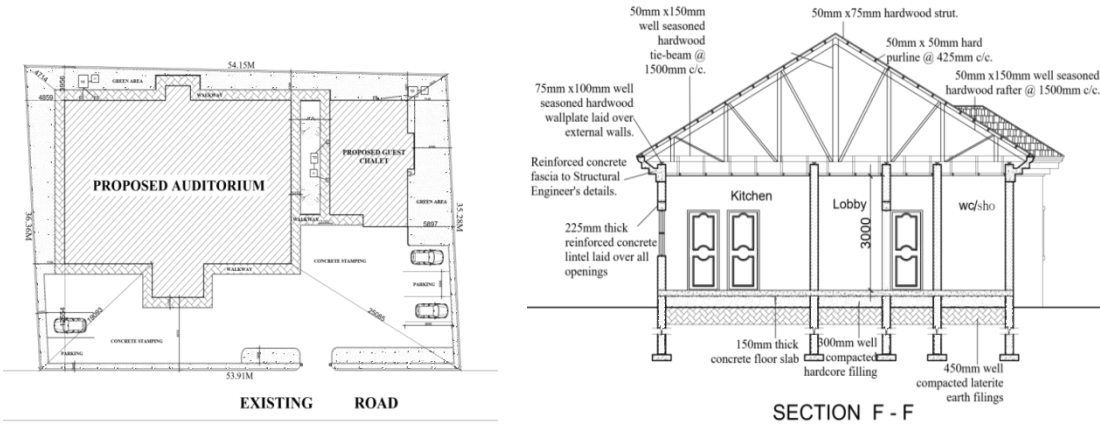 54.15M
4714
4856
4859
GREEN AREA
WALKWAY
PROPOSED AUDITORIUM
PROPOSED GUEST
CHALET
36.36M
35.28M
GREEN AREA
WALKWAY
5897
WALKWAY
CONCRETE STAMPING
PARKING
19093
25085
CONCRETE STAMPING
PARKING
53.91M
EXISTING ROAD
50mm x150mm
well seasoned
hardwood
tie-beam @
1500mm c/c.
50mm x75mm hardwood strut.
50mm x 50mm hard
purline @ 425mm c/c.
50mm x150mm well seasoned
hardwood rafter @ 1500mm c/c.
75mm x100mm well
seasoned hardwood
wallplate laid over
external walls.
Reinforced concrete
fascia to Structural
Engineer's details.
225mm thick
reinforced concrete
lintel laid over all
openings
Kitchen
Lobby
wc/sho
3000
150mm thick
concrete floor slab
300mm well
compacted
hardcore filling
450mm well
compacted laterite
earth filings
SECTION F - F